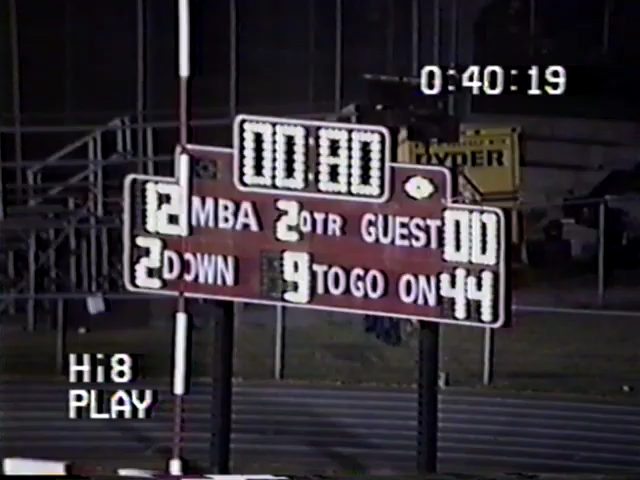 0:40:19
00:80
RYDER
12 MBA 2 QTR GUEST 00
2 DOWN 9 TO GO ON 44
Hi8
PLAY